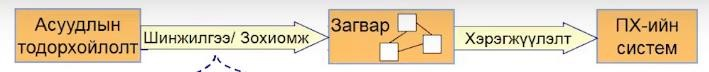 Асуудлын
тодорхойлолт
Шинжилгээ/ Зохиомж
Загвар
Хэрэгжүүлэлт
ПХ-ийн
систем